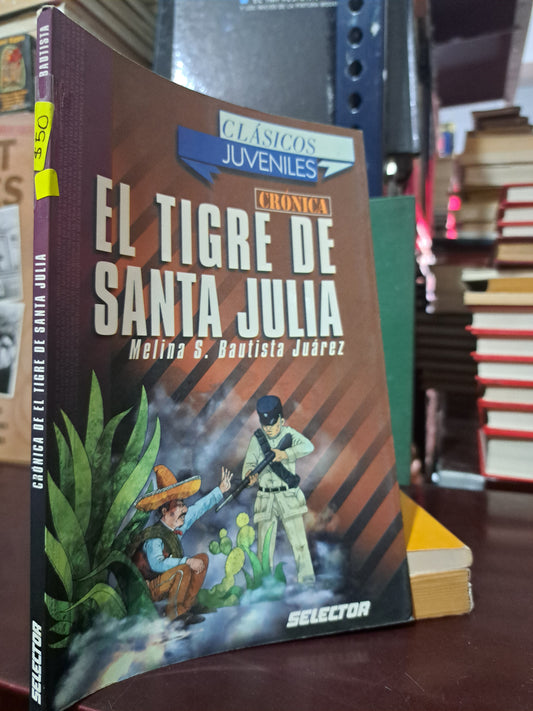 BAUTISTA
$50
CRÓNICA DE EL TIGRE DE SANTA JULIA
SELECTOR
CLÁSICOS
JUVENILES
CRÓNICA
EL TIGRE DE
SANTA JULIA
Melina S. Bautista Juárez
SELECTOR